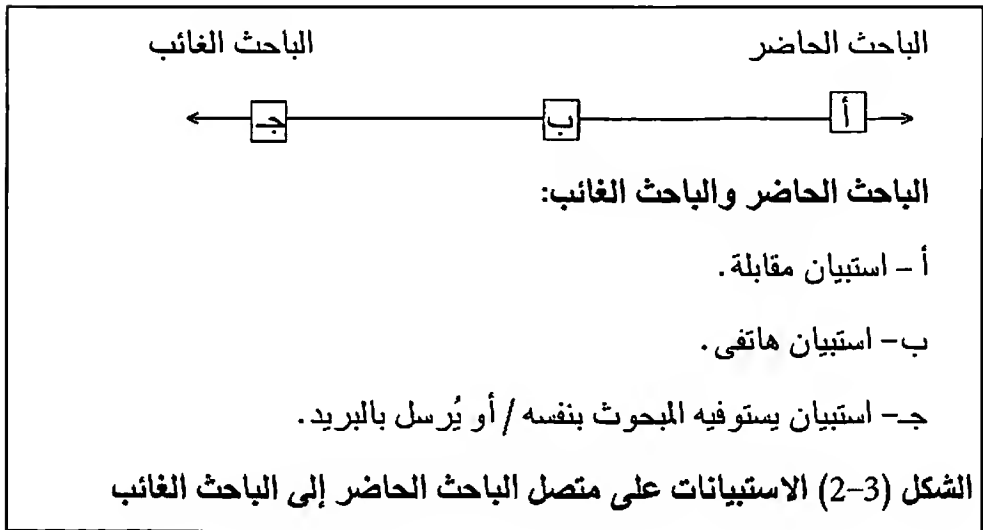 الباحث الحاضر الباحث الغائب
أ ب جـ
الباحث الحاضر والباحث الغائب:
أ - استبيان مقابلة.
ب- استبيان هاتفى.
جـ- استبيان يستوفيه المبحوث بنفسه / أو يُرسل بالبريد.
الشكل (3-2) الاستبيانات على متصل الباحث الحاضر إلى الباحث الغائب